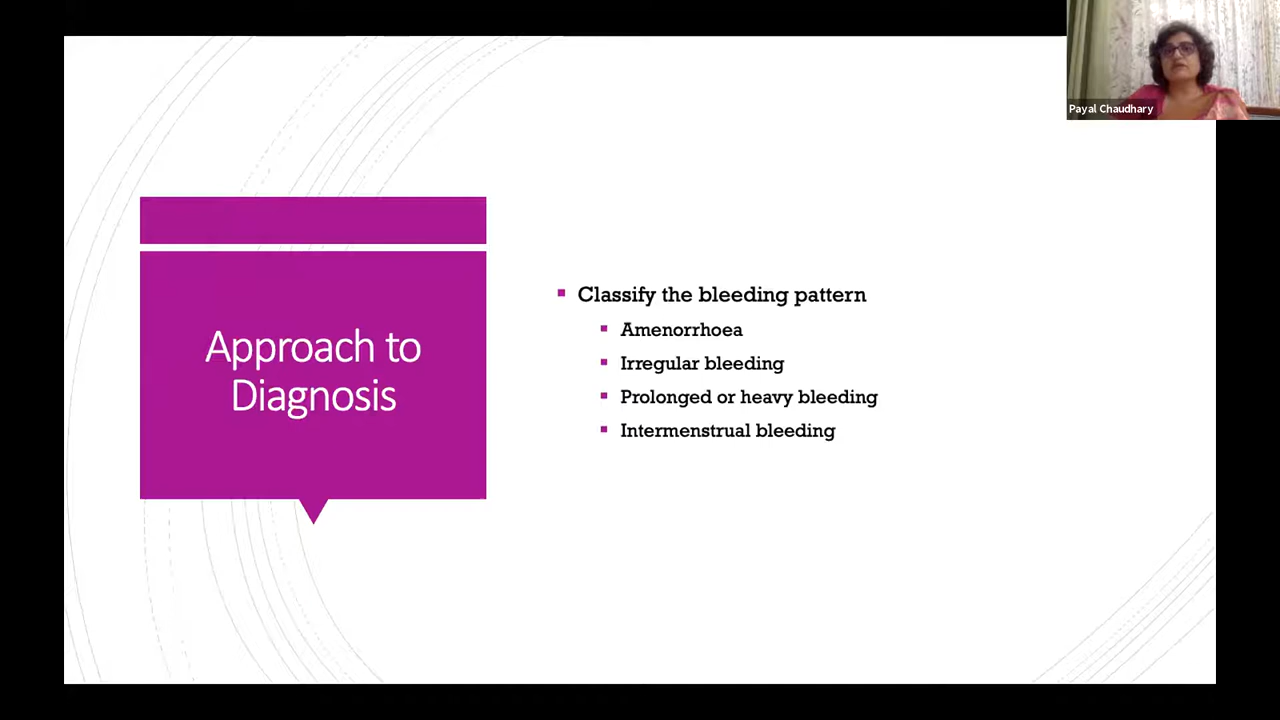 Payal Chaudhary
Approach to
Diagnosis
Classify the bleeding pattern
Amenorrhoea
Irregular bleeding
Prolonged or heavy bleeding
Intermenstrual bleeding